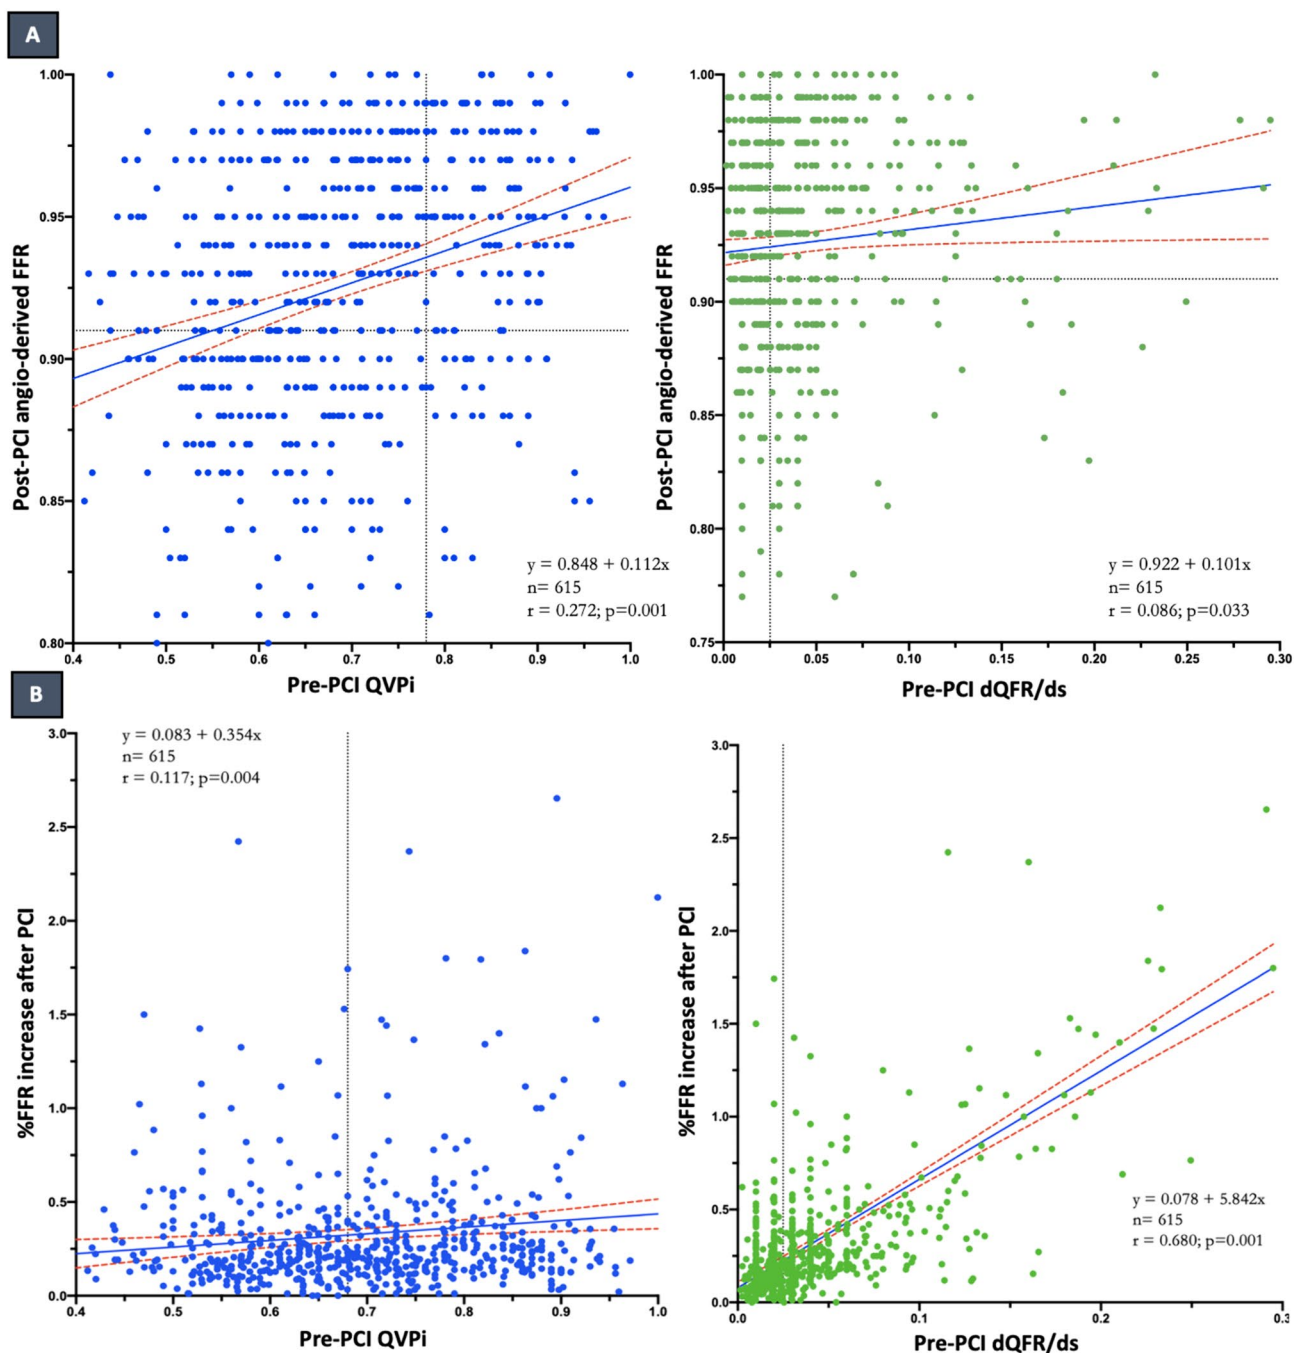 A
1.00
0.95
0.90
0.85
0.80
Post-PCI angio-derived FFR
y = 0.848 + 0.112x
n= 615
r = 0.272; p=0.001
0.4 0.5 0.6 0.7 0.8 0.9 1.0
Pre-PCI QVPi
1.00
0.95
0.90
0.85
0.80
0.75
Post-PCI angio-derived FFR
y = 0.922 + 0.101x
n= 615
r = 0.086; p=0.033
0.00 0.05 0.10 0.15 0.20 0.25 0.30
Pre-PCI dQFR/ds
B
y = 0.083 + 0.354x
n= 615
r = 0.117; p=0.004
3.0
2.5
2.0
1.5
1.0
0.5
0.0
%FFR increase after PCI
0.4 0.5 0.6 0.7 0.8 0.9 1.0
Pre-PCI QVPi
3.0
2.5
2.0
1.5
1.0
0.5
0.0
%FFR increase after PCI
y = 0.078 + 5.842x
n= 615
r = 0.680; p=0.001
0.0 0.1 0.2 0.3
Pre-PCI dQFR/ds